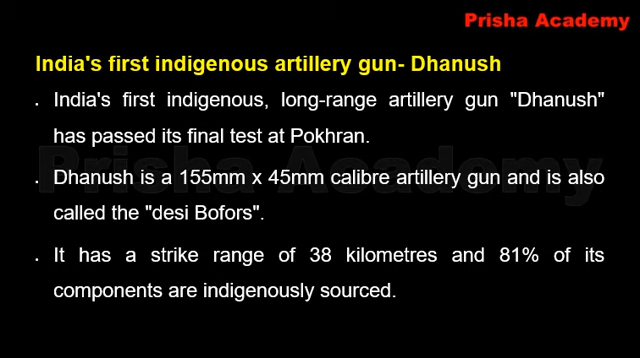 Prisha Academy
India's first indigenous artillery gun- Dhanush
• India's first indigenous, long-range artillery gun "Dhanush"
has passed its final test at Pokhran.
Prisha Academy
• Dhanush is a 155mm x 45mm calibre artillery gun and is also
called the "desi Bofors".
• It has a strike range of 38 kilometres and 81% of its
components are indigenously sourced.